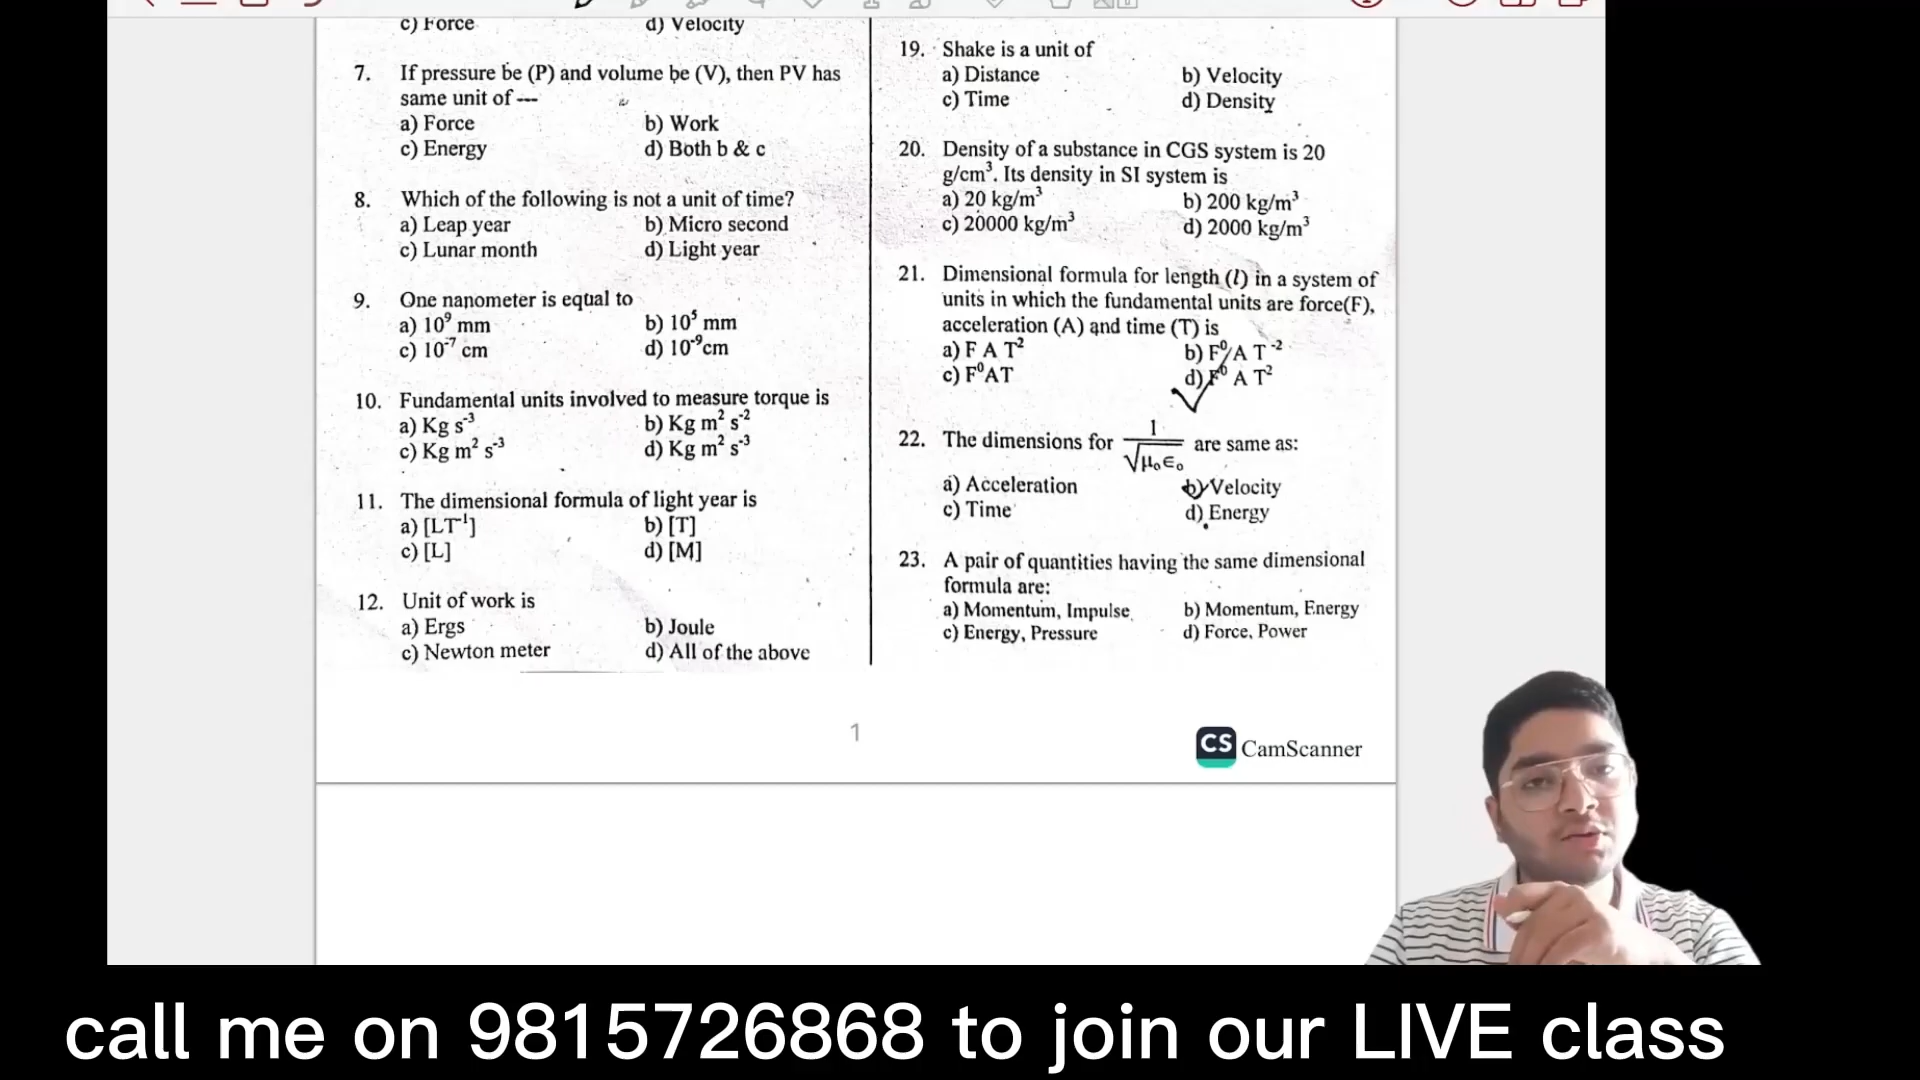 c) Force d) Velocity
7. If pressure be (P) and volume be (V), then PV has
same unit of ---
a) Force b) Work
c) Energy d) Both b & c
8. Which of the following is not a unit of time?
a) Leap year b) Micro second
c) Lunar month d) Light year
9. One nanometer is equal to
a) 10⁹ mm b) 10⁵ mm
c) 10⁻⁷ cm d) 10⁻⁹cm
10. Fundamental units involved to measure torque is
a) Kg s⁻³ b) Kg m² s⁻²
c) Kg m² s⁻³ d) Kg m² s⁻³
11. The dimensional formula of light year is
a) [LT⁻¹] b) [T]
c) [L] d) [M]
12. Unit of work is
a) Ergs b) Joule
c) Newton meter d) All of the above
19. Shake is a unit of
a) Distance b) Velocity
c) Time d) Density
20. Density of a substance in CGS system is 20
g/cm³. Its density in SI system is
a) 20 kg/m³ b) 200 kg/m³
c) 20000 kg/m³ d) 2000 kg/m³
21. Dimensional formula for length (l) in a system of
units in which the fundamental units are force(F),
acceleration (A) and time (T) is
a) F A T² b) F⁰ A T⁻²
c) F⁰AT d) F⁰ A T²
22. The dimensions for 1/√μ₀ϵ₀ are same as:
a) Acceleration b) Velocity
c) Time d) Energy
23. A pair of quantities having the same dimensional
formula are:
a) Momentum, Impulse b) Momentum, Energy
c) Energy, Pressure d) Force, Power
1
CS CamScanner
call me on 9815726868 to join our LIVE class